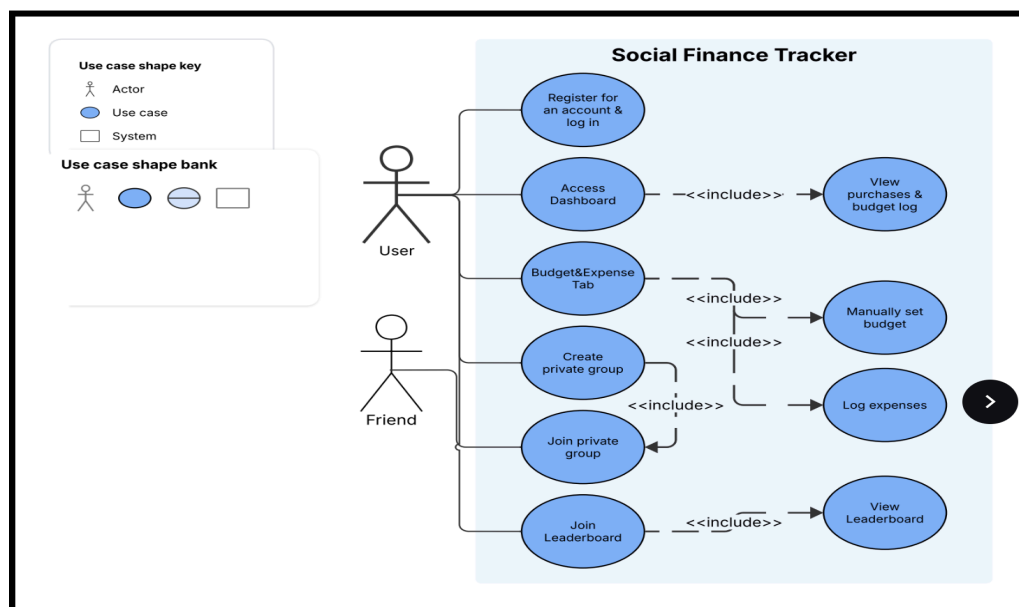 Social Finance Tracker
Use case shape key
Actor
Use case
System
Use case shape bank
User
Friend
Register for
an account &
log in
Access
Dashboard
<<include>>
VIew
purchases &
budget log
Budget&Expense
Tab
<<include>>
Manually set
budget
<<include>>
Log expenses
Create
private group
<<include>>
Join private
group
Join
Leaderboard
<<include>>
View
Leaderboard